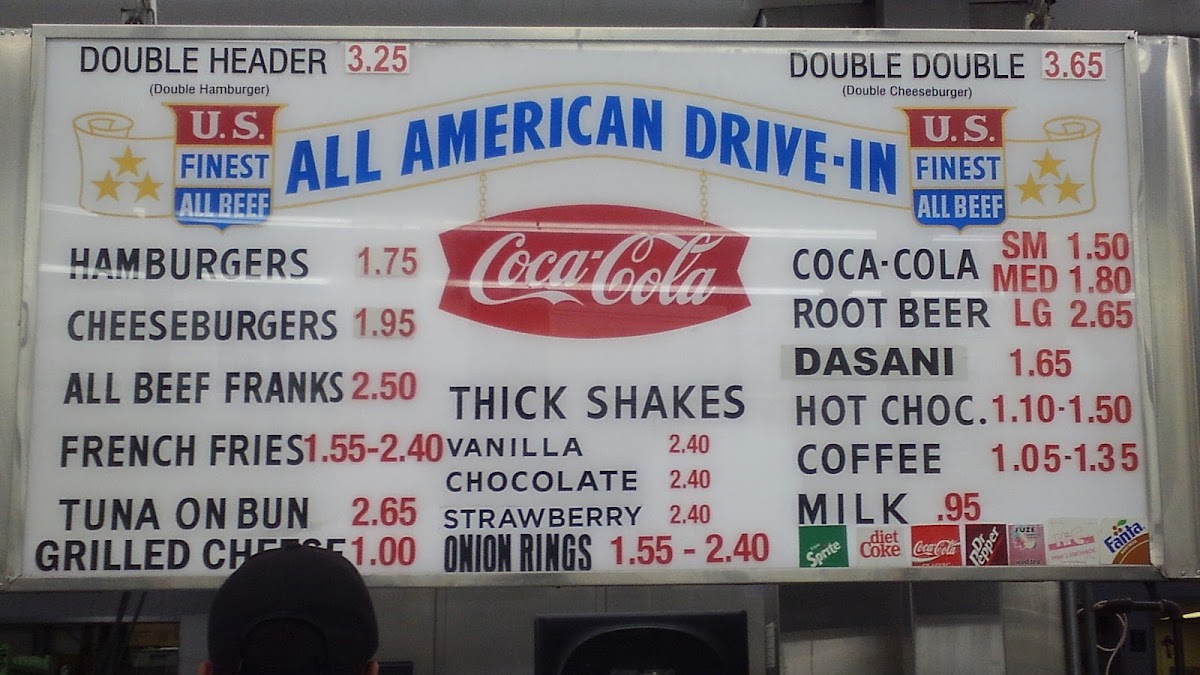 DOUBLE HEADER 3.25
(Double Hamburger)
DOUBLE DOUBLE 3.65
(Double Cheeseburger)
U.S.
FINEST
ALL BEEF
ALL AMERICAN DRIVE-IN
U.S.
FINEST
ALL BEEF
Coca-Cola
HAMBURGERS 1.75
CHEESEBURGERS 1.95
ALL BEEF FRANKS 2.50
FRENCH FRIES 1.55-2.40
TUNA ON BUN 2.65
GRILLED CHEESE 1.00
THICK SHAKES
VANILLA 2.40
CHOCOLATE 2.40
STRAWBERRY 2.40
ONION RINGS 1.55 - 2.40
COCA-COLA SM 1.50
MED 1.80
ROOT BEER LG 2.65
DASANI 1.65
HOT CHOC. 1.10-1.50
COFFEE 1.05-1.35
MILK .95
Sprite
diet
Coke
Coca-Cola
Dr Pepper
FUZE
Fanta